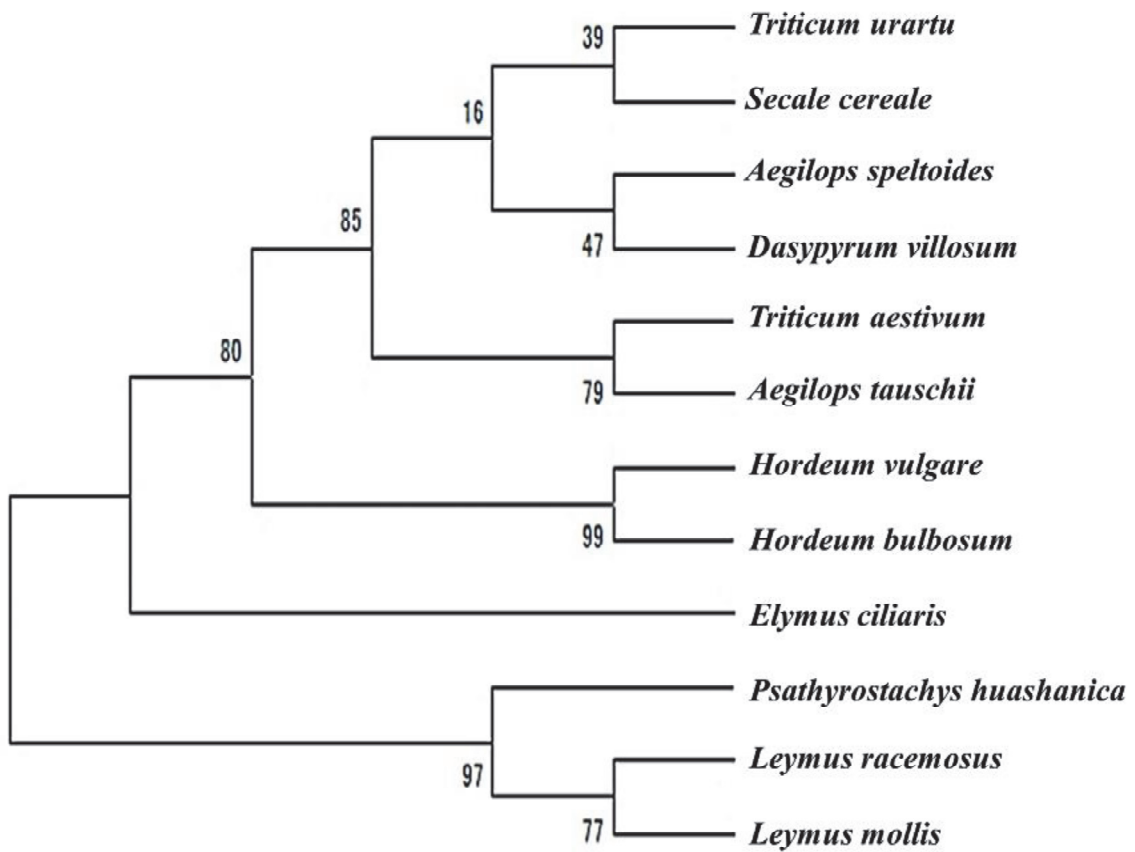 39
Triticum urartu
Secale cereale
16
Aegilops speltoides
47
Dasypyrum villosum
85
Triticum aestivum
79
Aegilops tauschii
80
Hordeum vulgare
99
Hordeum bulbosum
Elymus ciliaris
Psathyrostachys huashanica
97
Leymus racemosus
77
Leymus mollis